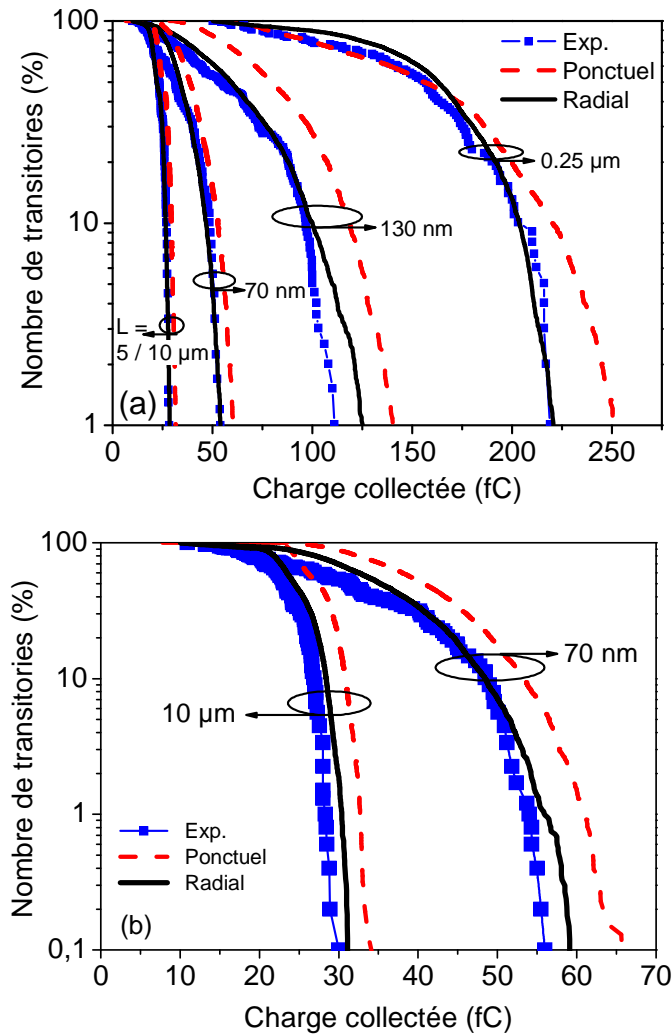 100
10
1
Nombre de transitoires (%)
Exp.
Ponctuel
Radial
0.25 µm
130 nm
70 nm
L =
5 / 10 µm
(a)
0
50
100
150
200
250
Charge collectée (fC)
100
10
1
0,1
Nombre de transitories (%)
70 nm
10 µm
Exp.
Ponctuel
Radial
(b)
0
10
20
30
40
50
60
70
Charge collectée (fC)